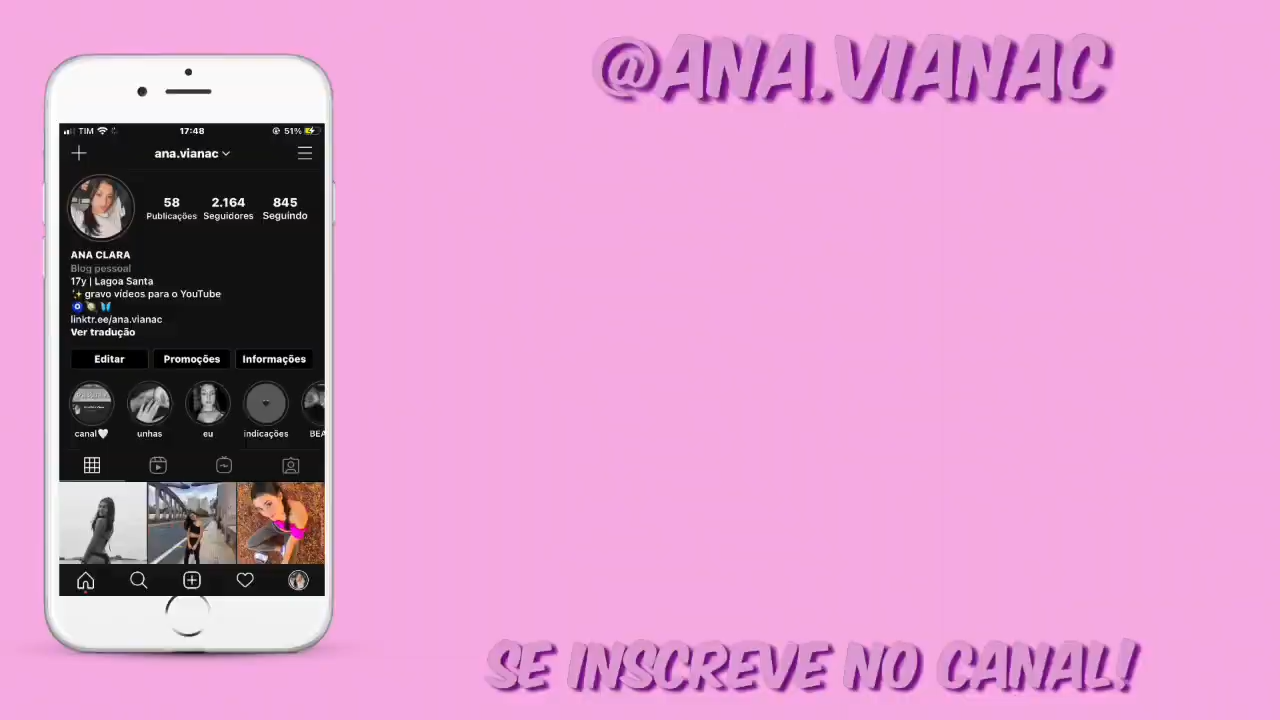 @ANA.VIANAC
TIM 17:48 51%
ana.vianac
58 2.164 845
Publicações Seguidores Seguindo
ANA CLARA
Blog pessoal
17y | Lagoa Santa
✨ gravo vídeos para o YouTube
linktr.ee/ana.vianac
Ver tradução
Editar Promoções Informações
canal🤍 unhas eu indicações BEA
SE INSCREVE NO CANAL!